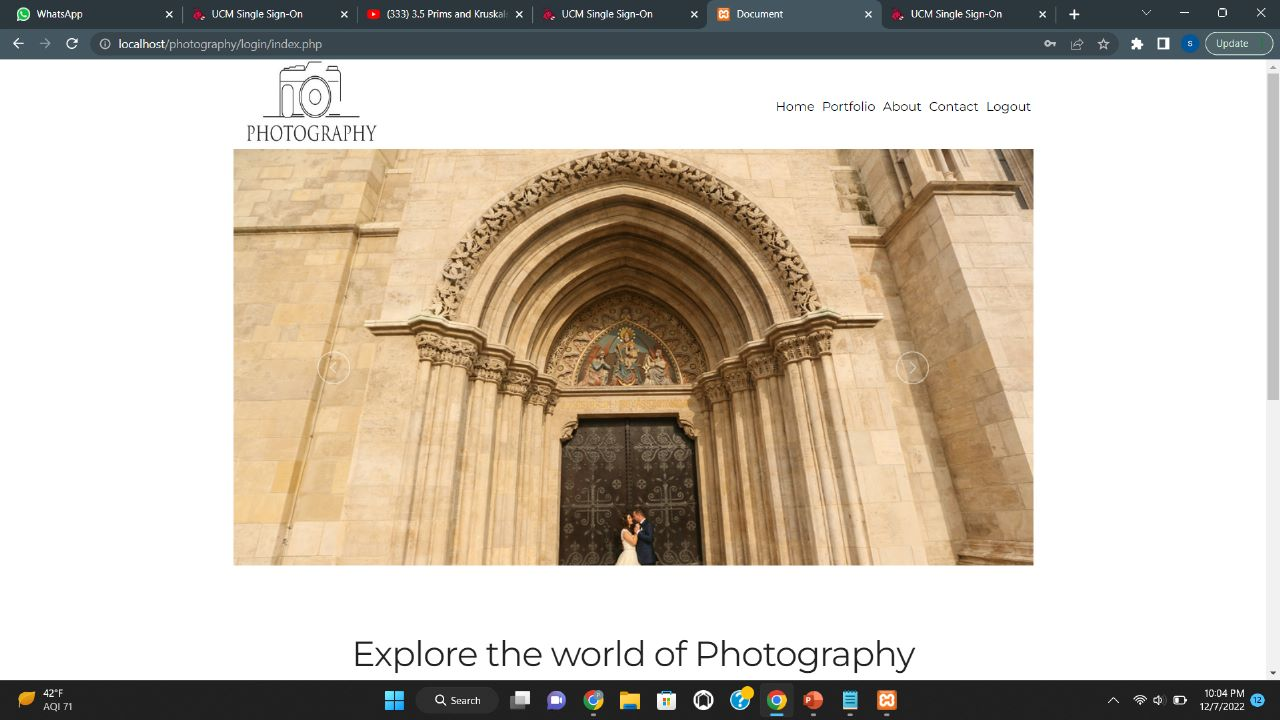 WhatsApp
UCM Single Sign-On
(333) 3.5 Prims and Kruskals
UCM Single Sign-On
Document
UCM Single Sign-On
localhost/photography/login/index.php
S
Update
PHOTOGRAPHY
Home Portfolio About Contact Logout
Explore the world of Photography
42°F
AQI 71
Search
10:04 PM
12/7/2022
12